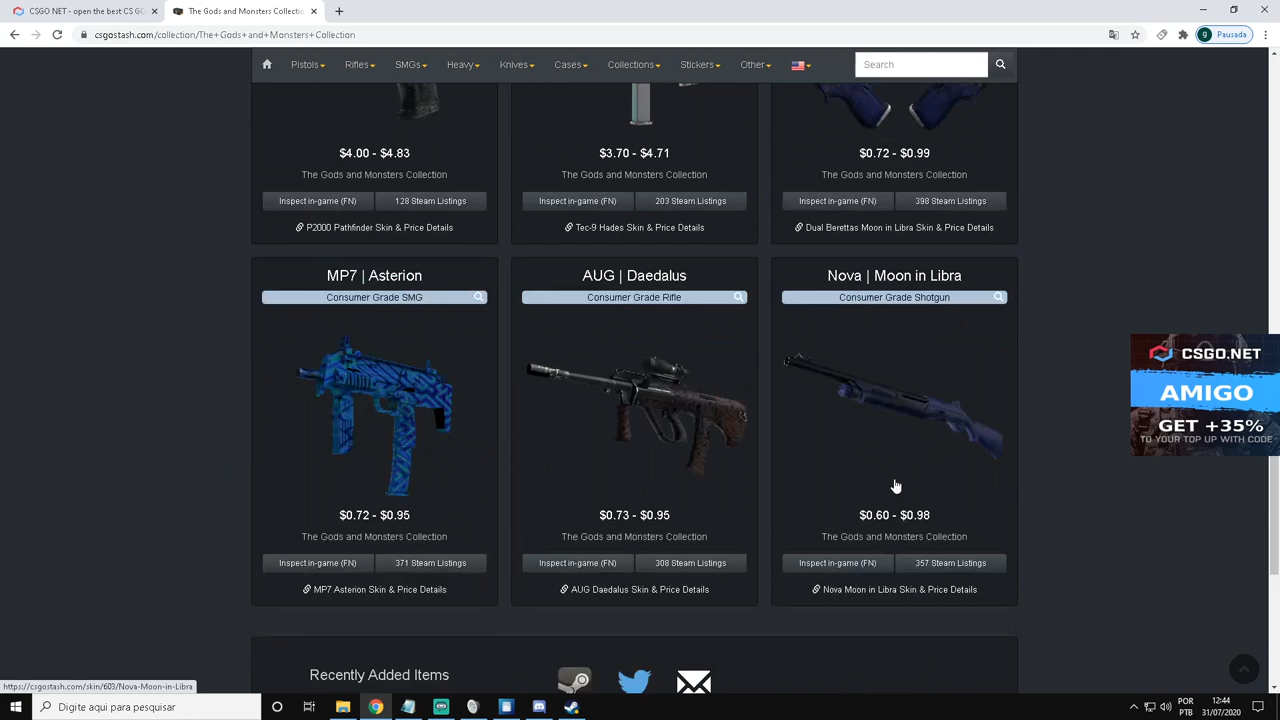 CSGO NET - open the best CS GO
The Gods and Monsters Collection
csgostash.com/collection/The+Gods+and+Monsters+Collection
Pausada
Pistols
Rifles
SMGs
Heavy
Knives
Cases
Collections
Stickers
Other
Search
$4.00 - $4.83
The Gods and Monsters Collection
Inspect in-game (FN)
128 Steam Listings
P2000 Pathfinder Skin & Price Details
$3.70 - $4.71
The Gods and Monsters Collection
Inspect in-game (FN)
203 Steam Listings
Tec-9 Hades Skin & Price Details
$0.72 - $0.99
The Gods and Monsters Collection
Inspect in-game (FN)
398 Steam Listings
Dual Berettas Moon in Libra Skin & Price Details
MP7 | Asterion
Consumer Grade SMG
$0.72 - $0.95
The Gods and Monsters Collection
Inspect in-game (FN)
371 Steam Listings
MP7 Asterion Skin & Price Details
AUG | Daedalus
Consumer Grade Rifle
$0.73 - $0.95
The Gods and Monsters Collection
Inspect in-game (FN)
308 Steam Listings
AUG Daedalus Skin & Price Details
Nova | Moon in Libra
Consumer Grade Shotgun
$0.60 - $0.98
The Gods and Monsters Collection
Inspect in-game (FN)
357 Steam Listings
Nova Moon in Libra Skin & Price Details
CSGO.NET
AMIGO
GET +35%
TO YOUR TOP UP WITH CODE
Recently Added Items
https://csgostash.com/skin/603/Nova-Moon-in-Libra
Digite aqui para pesquisar
POR
PTB
12:44
31/07/2020